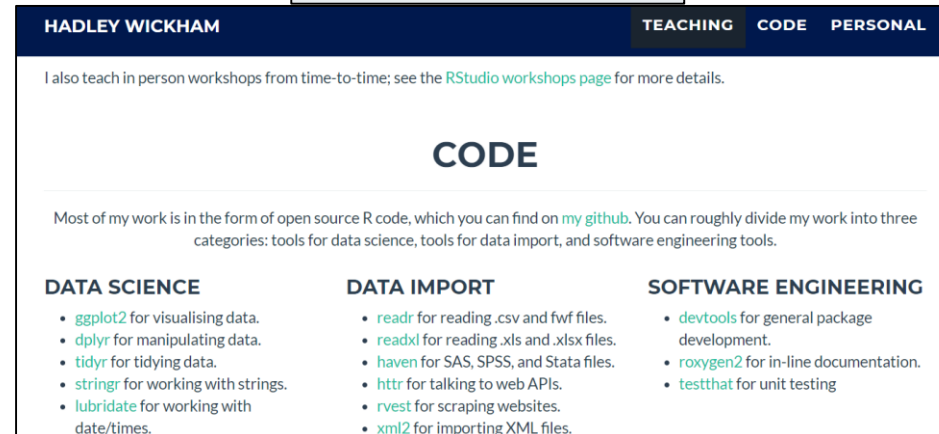 HADLEY WICKHAM
TEACHING CODE PERSONAL
I also teach in person workshops from time-to-time; see the RStudio workshops page for more details.
CODE
Most of my work is in the form of open source R code, which you can find on my github. You can roughly divide my work into three
categories: tools for data science, tools for data import, and software engineering tools.
DATA SCIENCE
• ggplot2 for visualising data.
• dplyr for manipulating data.
• tidyr for tidying data.
• stringr for working with strings.
• lubridate for working with
date/times.
DATA IMPORT
• readr for reading .csv and fwf files.
• readxl for reading .xls and .xlsx files.
• haven for SAS, SPSS, and Stata files.
• httr for talking to web APIs.
• rvest for scraping websites.
• xml2 for importing XML files.
SOFTWARE ENGINEERING
• devtools for general package
development.
• roxygen2 for in-line documentation.
• testthat for unit testing